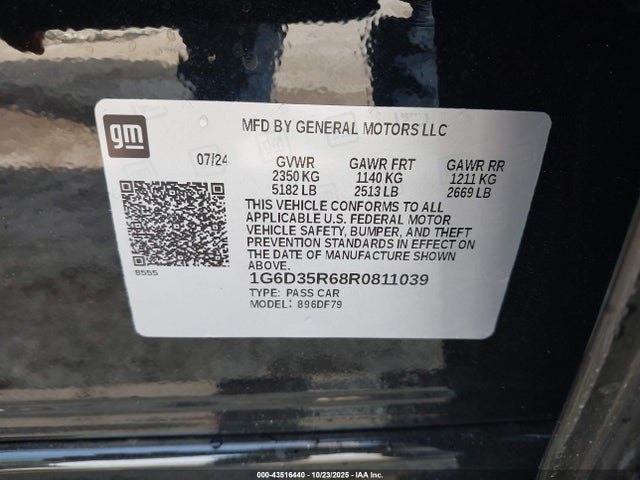 gm
MFD BY GENERAL MOTORS LLC
07/24
GVWR GAWR FRT GAWR RR
2350 KG 1140 KG 1211 KG
5182 LB 2513 LB 2669 LB
THIS VEHICLE CONFORMS TO ALL
APPLICABLE U.S. FEDERAL MOTOR
VEHICLE SAFETY, BUMPER, AND THEFT
PREVENTION STANDARDS IN EFFECT ON
THE DATE OF MANUFACTURE SHOWN
ABOVE.
8555
1G6D35R68R0811039
TYPE: PASS CAR
MODEL: 896DF79
000-43516440 - 10/23/2025 - IAA Inc.